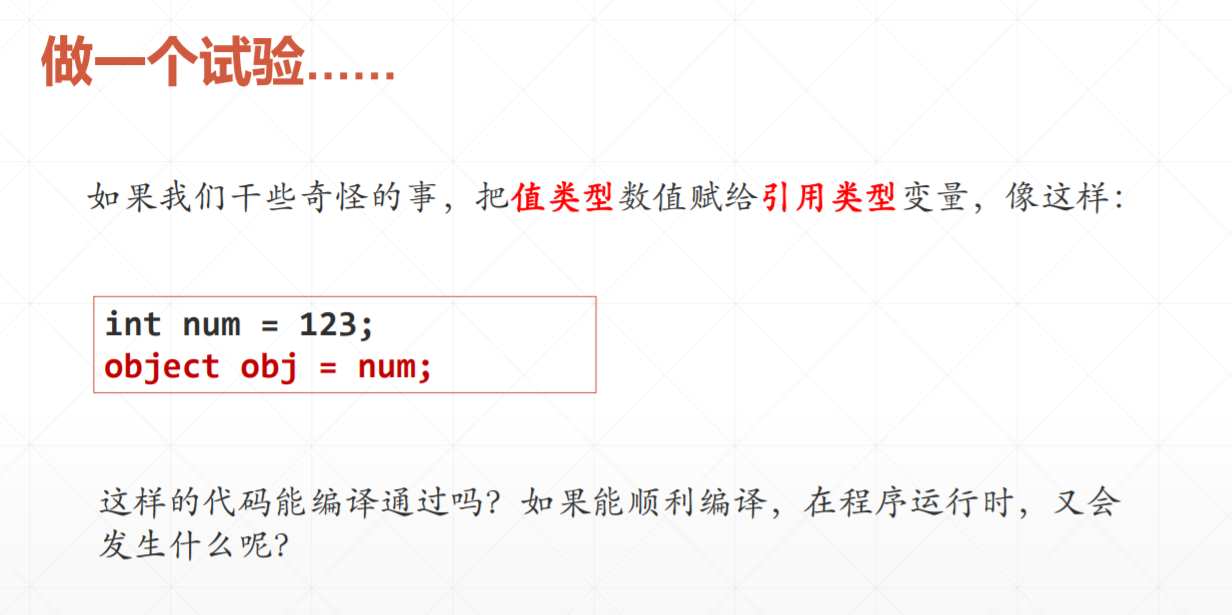 做一个试验……
如果我们干些奇怪的事，把值类型数值赋给引用类型变量，像这样：
int num = 123;
object obj = num;
这样的代码能编译通过吗？如果能顺利编译，在程序运行时，又会
发生什么呢？